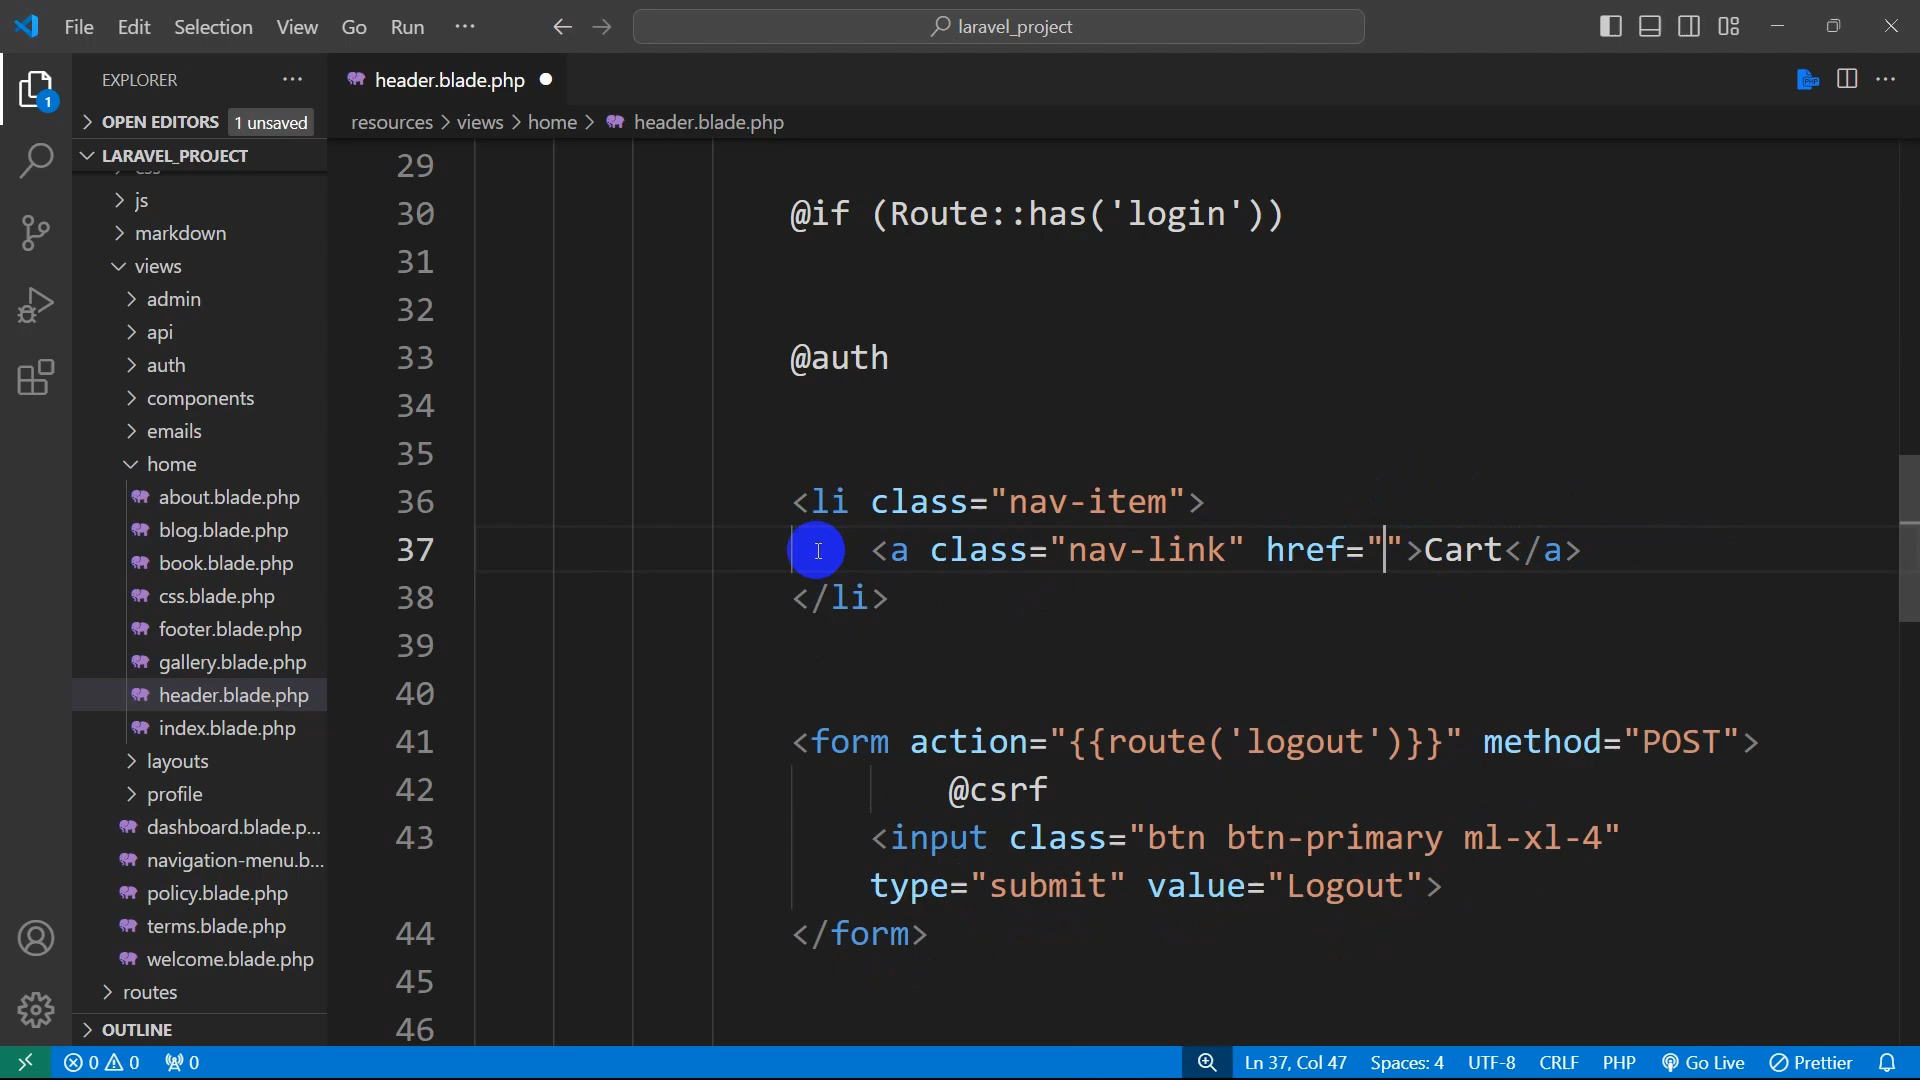 File Edit Selection View Go Run ··· laravel_project
EXPLORER ···
header.blade.php
OPEN EDITORS 1 unsaved
resources > views > home > header.blade.php
LARAVEL_PROJECT
js
markdown
views
admin
api
auth
components
emails
home
about.blade.php
blog.blade.php
book.blade.php
css.blade.php
footer.blade.php
gallery.blade.php
header.blade.php
index.blade.php
layouts
profile
dashboard.blade.p...
navigation-menu.b...
policy.blade.php
terms.blade.php
welcome.blade.php
routes
OUTLINE
1
29
30 @if (Route::has('login'))
31
32
33 @auth
34
35
36 <li class="nav-item">
37 <a class="nav-link" href="">Cart</a>
38 </li>
39
40
41 <form action="{{route('logout')}}" method="POST">
42 @csrf
43 <input class="btn btn-primary ml-xl-4"
type="submit" value="Logout">
44 </form>
45
46
0 0 0 Ln 37, Col 47 Spaces: 4 UTF-8 CRLF PHP Go Live Prettier